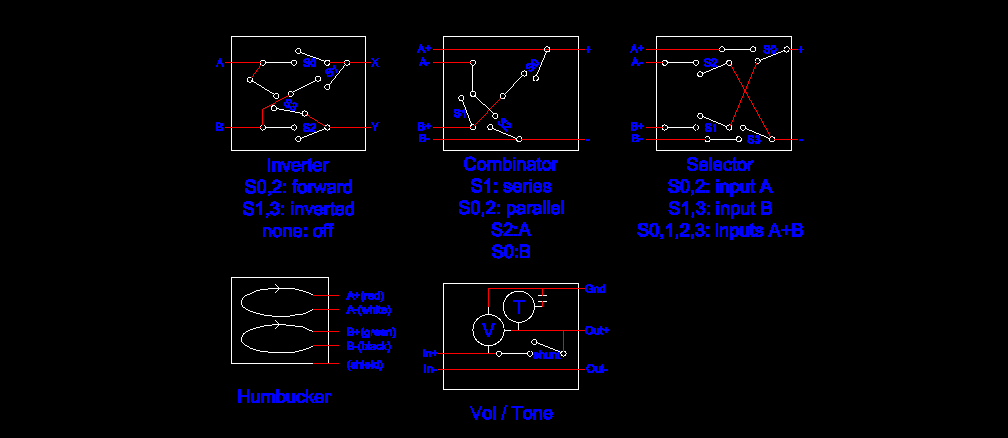 A
S0
S1
X
S2
B
S3
Y
Inverter
S0,2: forward
S1,3: inverted
none: off
A+
+
A-
S0
S1
S2
B+
B-
-
Combinator
S1: series
S0,2: parallel
S2:A
S0:B
A+
S0
+
A-
S2
B+
S1
B-
S3
-
Selector
S0,2: input A
S1,3: input B
S0,1,2,3: Inputs A+B
A+(red)
A-(white)
B+(green)
B-(black)
(shield)
Humbucker
Gnd
T
V
Out+
In+
shunt
In-
Out-
Vol / Tone